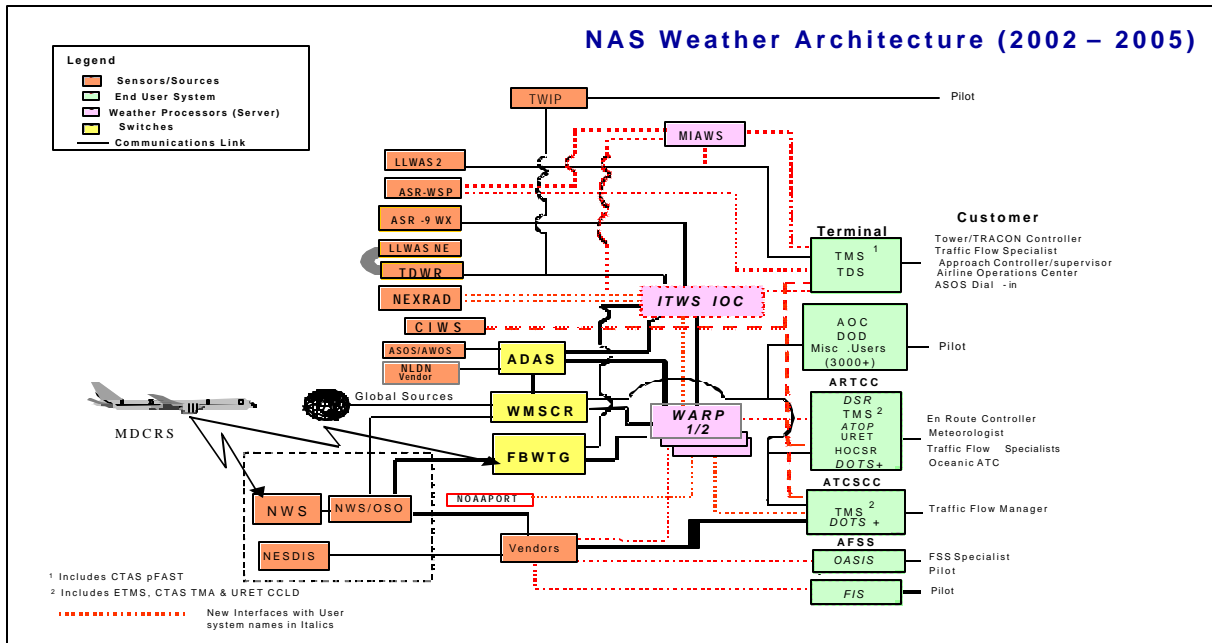 NAS Weather Architecture (2002 – 2005)
Legend
Sensors/Sources
End User System
Weather Processors (Server)
Switches
Communications Link
TWIP
Pilot
MIAWS
LLWAS 2
ASR-WSP
ASR -9 WX
LLWAS NE
TDWR
NEXRAD
CIWS
ASOS/AWOS
NLDN
Vendor
ADAS
Global Sources
WMSCR
FBWTG
MDCRS
NWS
NWS/OSO
NESDIS
NOAAPORT
Vendors
ITWS IOC
WARP
1/2
Customer
Terminal
TMS 1
TDS
Tower/TRACON Controller
Traffic Flow Specialist
Approach Controller/supervisor
Airline Operations Center
ASOS Dial -in
AOC
DOD
Misc .Users
(3000+)
Pilot
ARTCC
DSR
TMS 2
ATOP
URET
HOCSR
DOTS+
En Route Controller
Meteorologist
Traffic Flow Specialists
Oceanic ATC
ATCSCC
TMS 2
DOTS +
Traffic Flow Manager
AFSS
OASIS
FSS Specialist
Pilot
FIS
Pilot
1 Includes CTAS pFAST
2 Includes ETMS, CTAS TMA & URET CCLD
New Interfaces with User
system names in Italics